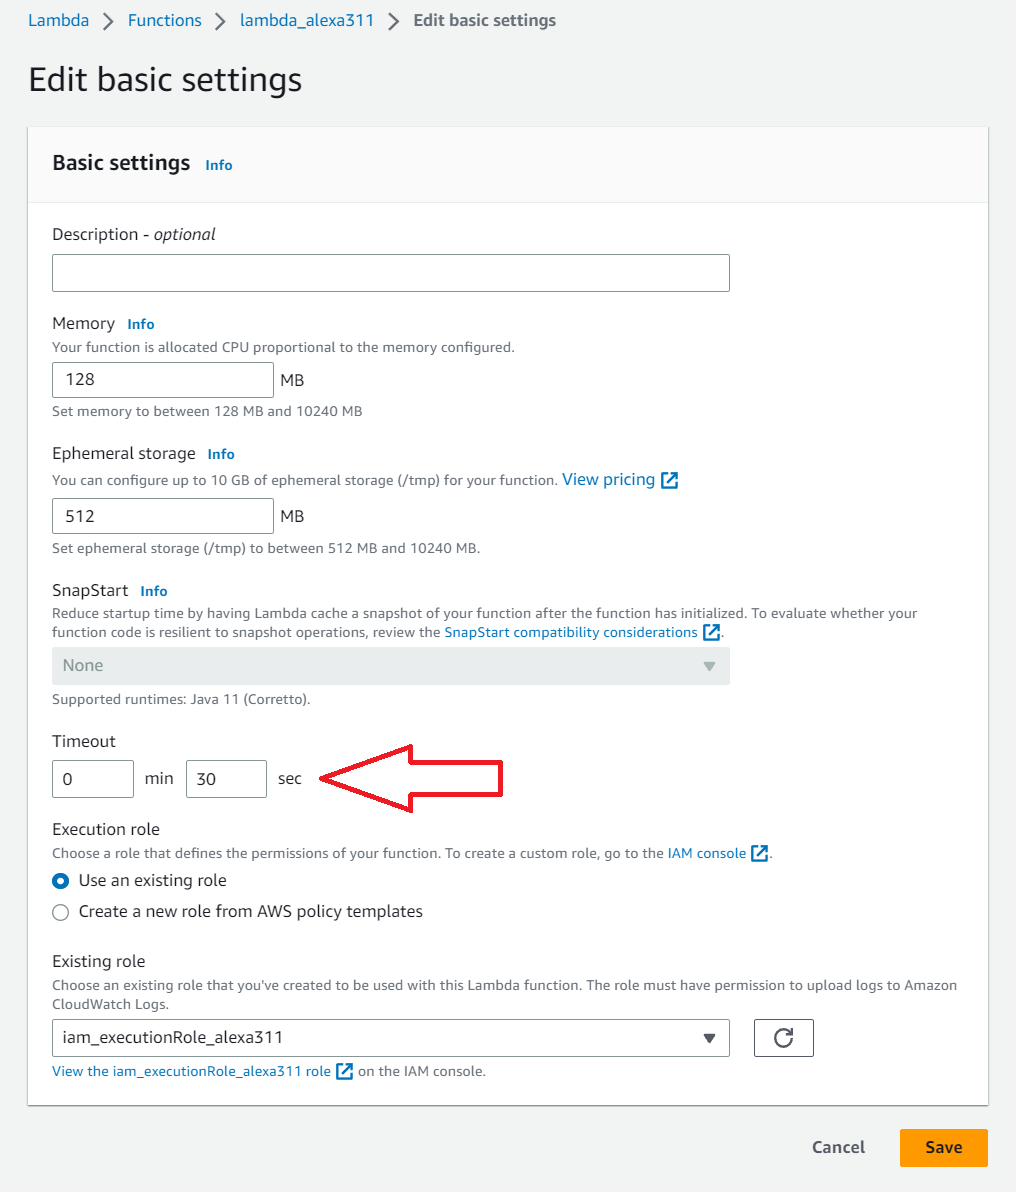 Lambda > Functions > lambda_alexa311 > Edit basic settings
Edit basic settings
Basic settings Info
Description - optional
Memory Info
Your function is allocated CPU proportional to the memory configured.
128 MB
Set memory to between 128 MB and 10240 MB
Ephemeral storage Info
You can configure up to 10 GB of ephemeral storage (/tmp) for your function. View pricing
512 MB
Set ephemeral storage (/tmp) to between 512 MB and 10240 MB.
SnapStart Info
Reduce startup time by having Lambda cache a snapshot of your function after the function has initialized. To evaluate whether your
function code is resilient to snapshot operations, review the SnapStart compatibility considerations .
None
Supported runtimes: Java 11 (Corretto).
Timeout
0 min 30 sec
Execution role
Choose a role that defines the permissions of your function. To create a custom role, go to the IAM console .
Use an existing role
Create a new role from AWS policy templates
Existing role
Choose an existing role that you've created to be used with this Lambda function. The role must have permission to upload logs to Amazon
CloudWatch Logs.
iam_executionRole_alexa311
View the iam_executionRole_alexa311 role on the IAM console.
Cancel Save